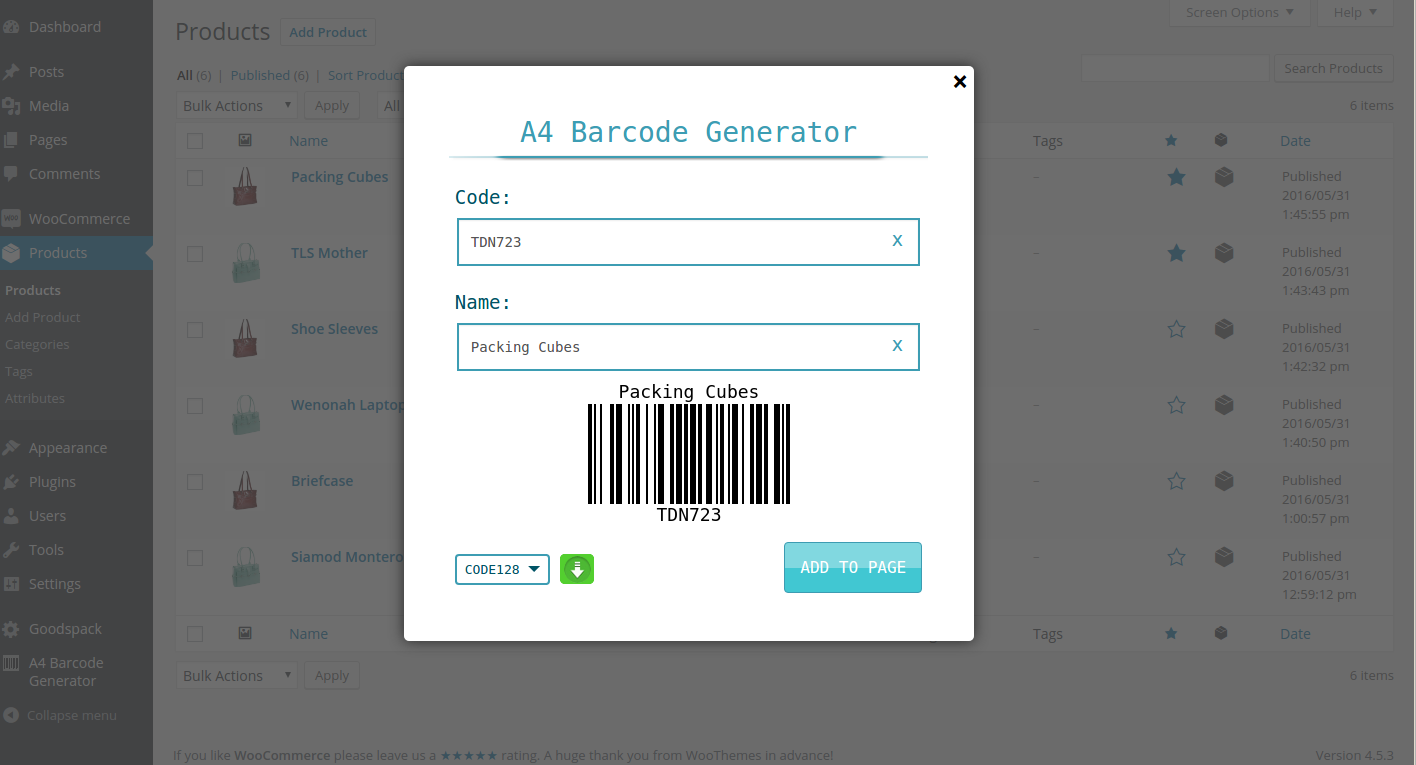 Dashboard
Posts
Media
Pages
Comments
WooCommerce
Products
Products
Add Product
Categories
Tags
Attributes
Appearance
Plugins
Users
Tools
Settings
Goodspack
A4 Barcode
Generator
Collapse menu
Screen Options
Help
Products Add Product
All (6) | Published (6) | Sort Product
Search Products
Bulk Actions Apply All
6 items
Name Tags Date
Packing Cubes – Published
2016/05/31
1:45:55 pm
TLS Mother – Published
2016/05/31
1:43:43 pm
Shoe Sleeves – Published
2016/05/31
1:42:32 pm
Wenonah Laptop – Published
2016/05/31
1:40:50 pm
Briefcase – Published
2016/05/31
1:00:57 pm
Siamod Montero – Published
2016/05/31
12:59:12 pm
Name Tags Date
Bulk Actions Apply
6 items
If you like WooCommerce please leave us a ★★★★★ rating. A huge thank you from WooThemes in advance!
Version 4.5.3
×
A4 Barcode Generator
Code:
TDN723 X
Name:
Packing Cubes X
Packing Cubes
TDN723
CODE128
ADD TO PAGE